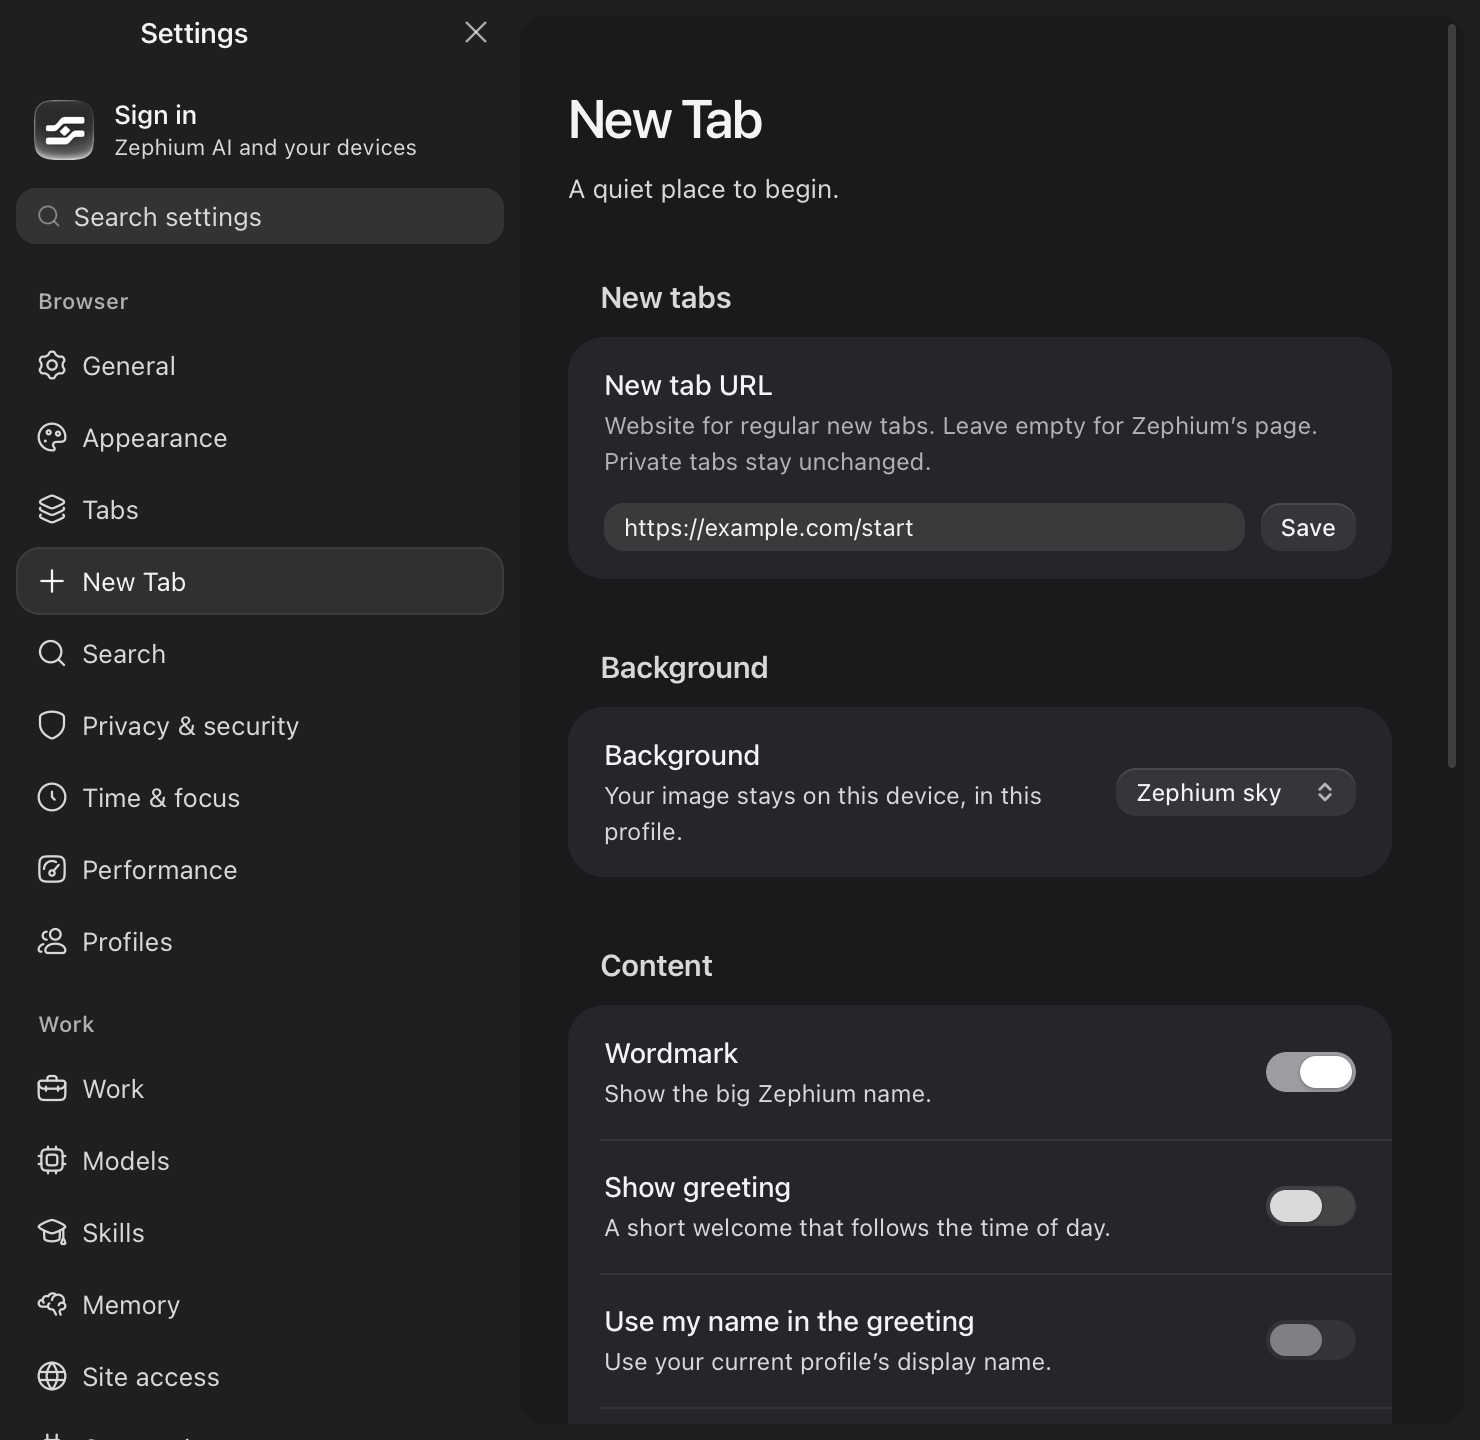 Settings
Sign in
Zephium AI and your devices
Search settings
Browser
General
Appearance
Tabs
New Tab
Search
Privacy & security
Time & focus
Performance
Profiles
Work
Work
Models
Skills
Memory
Site access
New Tab
A quiet place to begin.
New tabs
New tab URL
Website for regular new tabs. Leave empty for Zephium’s page.
Private tabs stay unchanged.
https://example.com/start
Save
Background
Background
Your image stays on this device, in this
profile.
Zephium sky
Content
Wordmark
Show the big Zephium name.
Show greeting
A short welcome that follows the time of day.
Use my name in the greeting
Use your current profile’s display name.